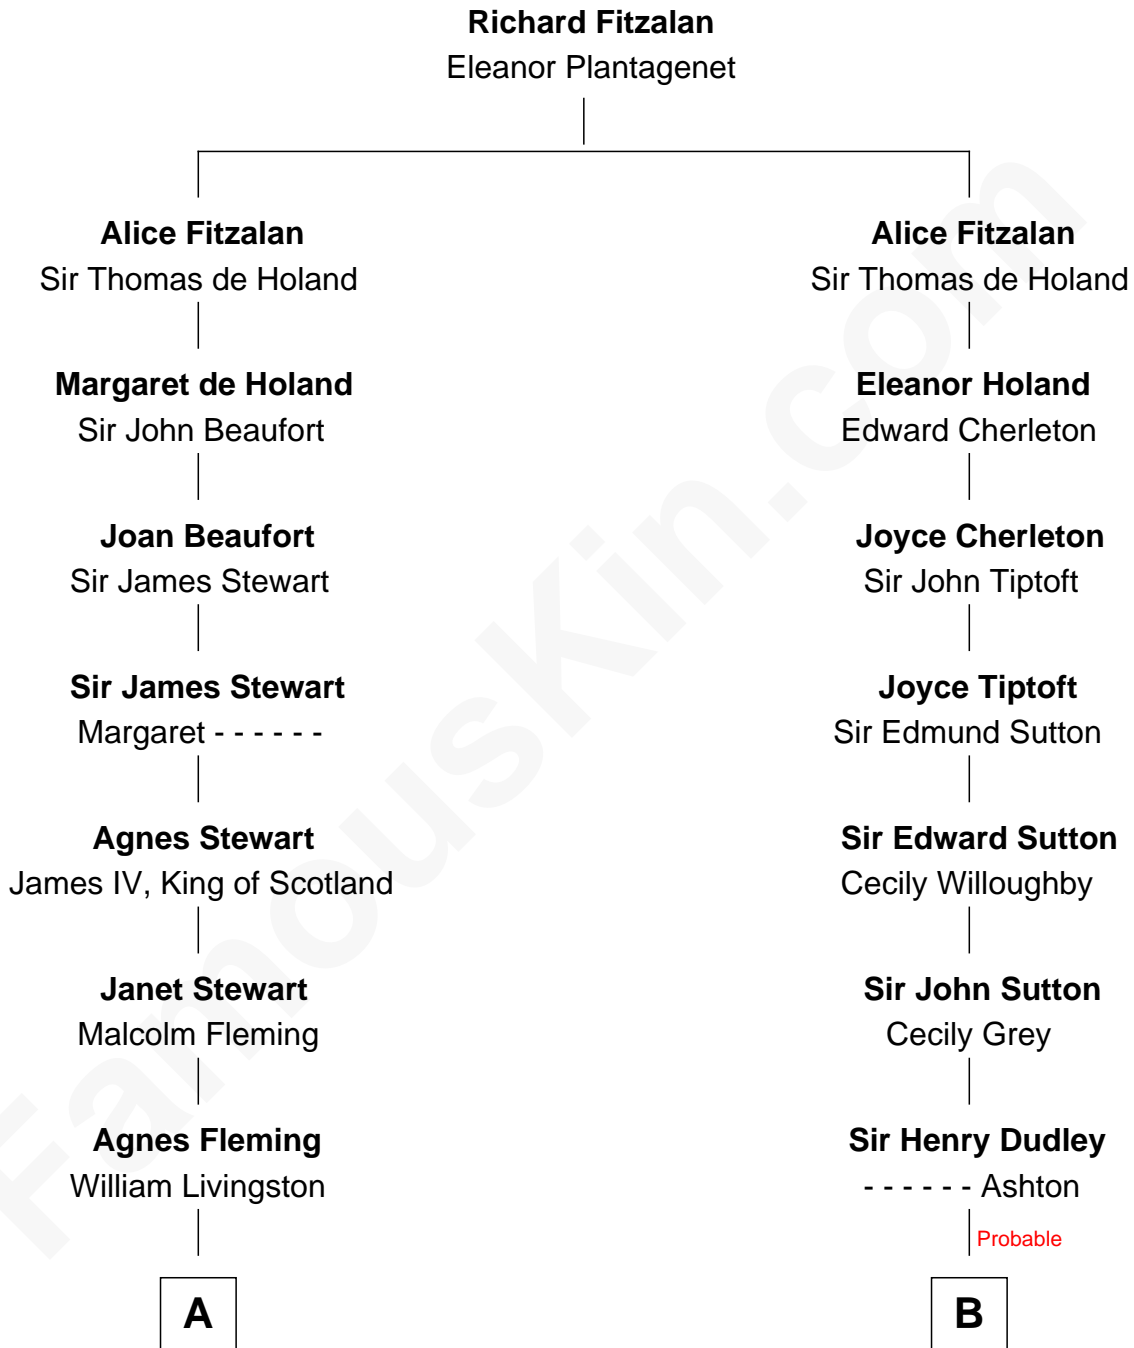 Richard Fitzalan
Eleanor Plantagenet
Alice Fitzalan
Sir Thomas de Holand
Margaret de Holand
Sir John Beaufort
Joan Beaufort
Sir James Stewart
Sir James Stewart
Margaret - - - - - -
Agnes Stewart
James IV, King of Scotland
Janet Stewart
Malcolm Fleming
Agnes Fleming
William Livingston
A
Alice Fitzalan
Sir Thomas de Holand
Eleanor Holand
Edward Cherleton
Joyce Cherleton
Sir John Tiptoft
Joyce Tiptoft
Sir Edmund Sutton
Sir Edward Sutton
Cecily Willoughby
Sir John Sutton
Cecily Grey
Sir Henry Dudley
- - - - - - Ashton
Probable
B
FamousKin.com